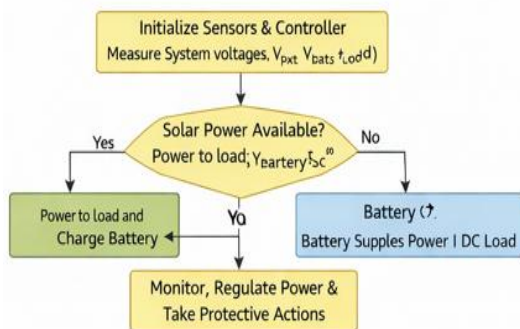 Initialize Sensors & Controller
Measure System voltages,
Solar Power Available?
Yes
Power to load;
No
Power to load and
Charge Battery
Battery
Battery Supples Power I DC Load
Monitor, Regulate Power &
Take Protective Actions